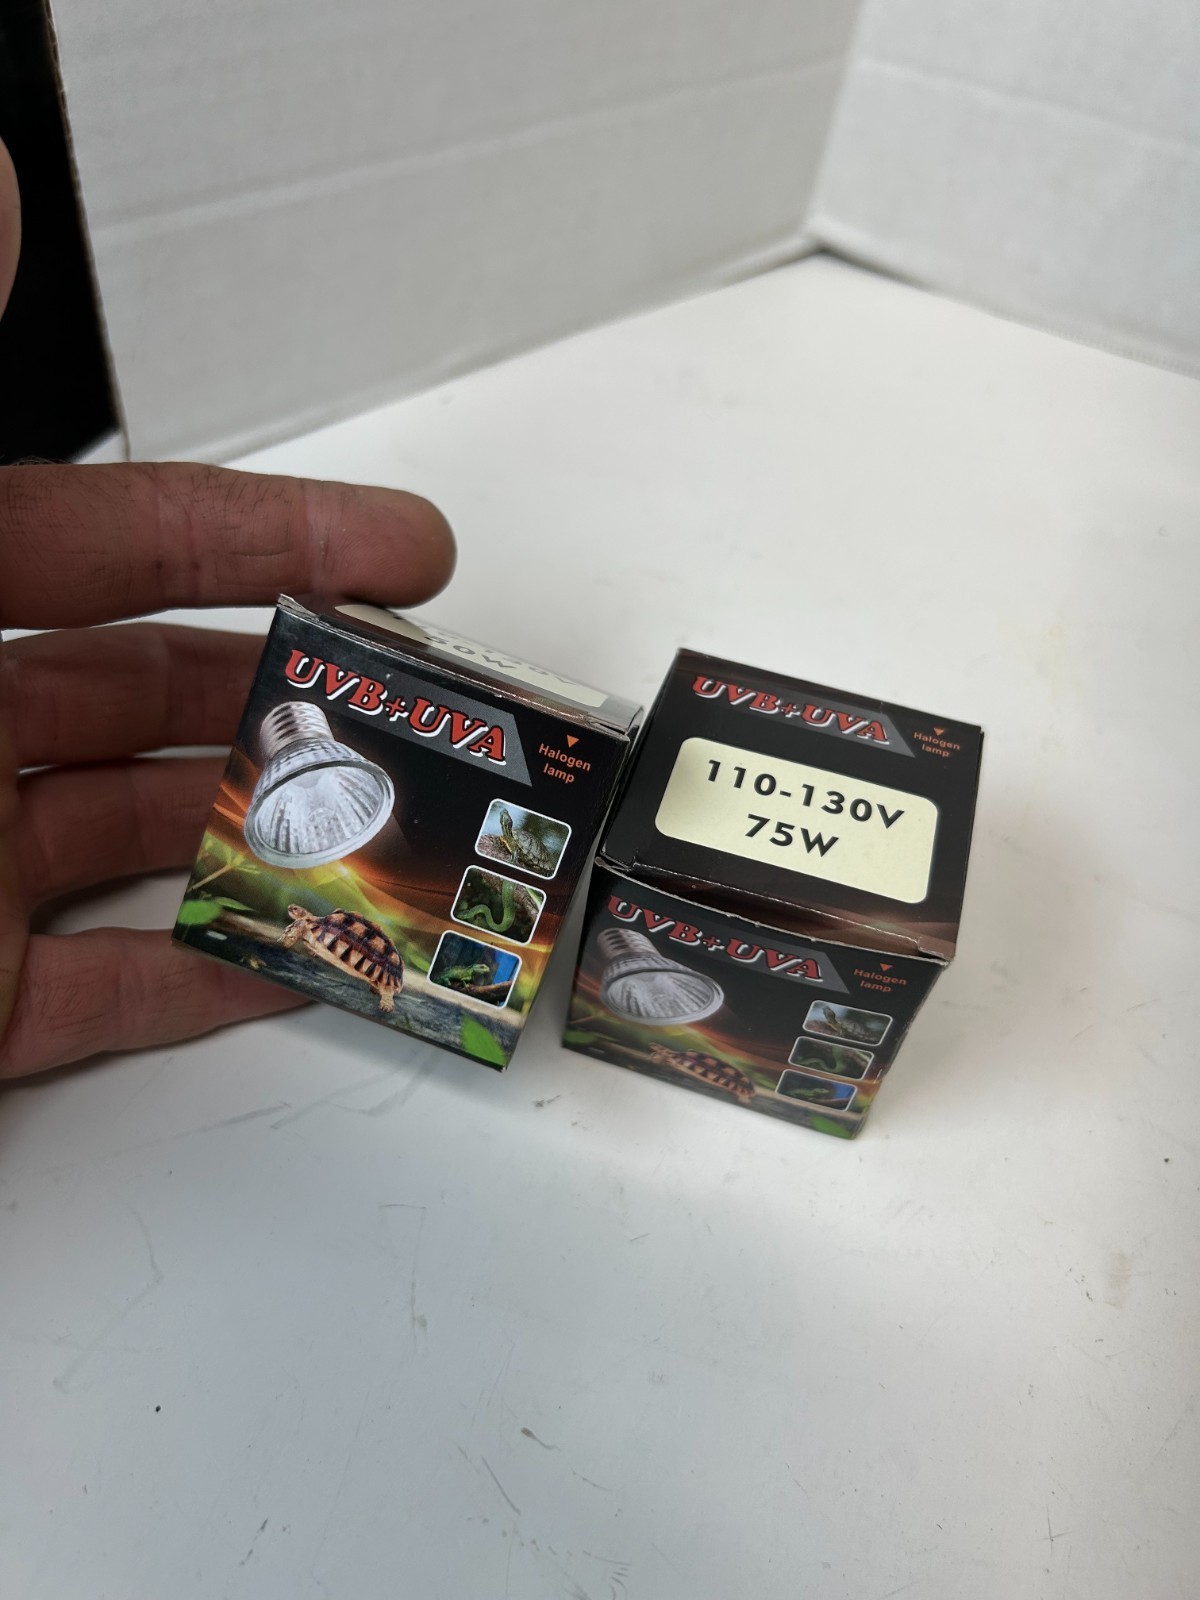 UVB+UVA
Halogen
lamp
UVB+UVA
Halogen
lamp
110-130V
75W
UVB+UVA
Halogen
lamp